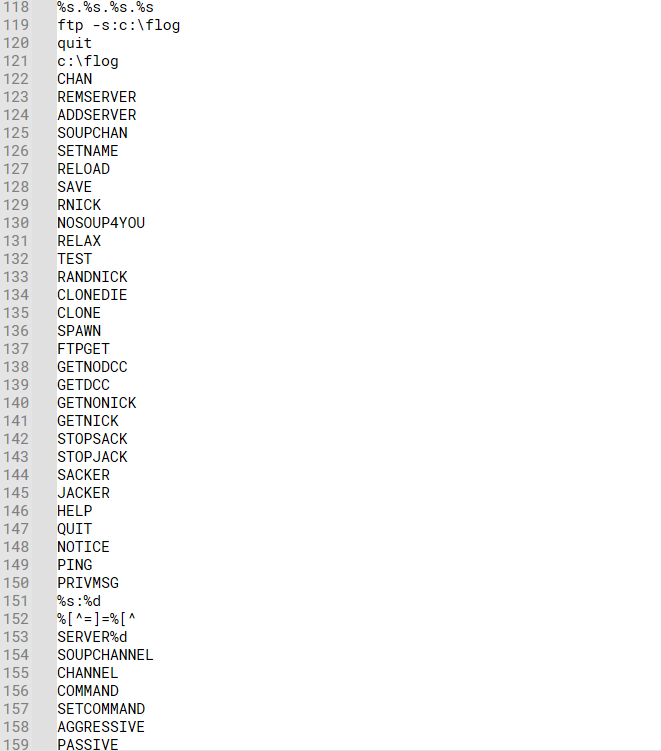 118 %s.%s.%s.%s
119 ftp -s:c:\flog
120 quit
121 c:\flog
122 CHAN
123 REMSERVER
124 ADDSERVER
125 SOUPCHAN
126 SETNAME
127 RELOAD
128 SAVE
129 RNICK
130 NOSOUP4YOU
131 RELAX
132 TEST
133 RANDNICK
134 CLONEDIE
135 CLONE
136 SPAWN
137 FTPGET
138 GETNODCC
139 GETDCC
140 GETNONICK
141 GETNICK
142 STOPSACK
143 STOPJACK
144 SACKER
145 JACKER
146 HELP
147 QUIT
148 NOTICE
149 PING
150 PRIVMSG
151 %s:%d
152 %[^=]=%[^
153 SERVER%d
154 SOUPCHANNEL
155 CHANNEL
156 COMMAND
157 SETCOMMAND
158 AGGRESSIVE
159 PASSIVE